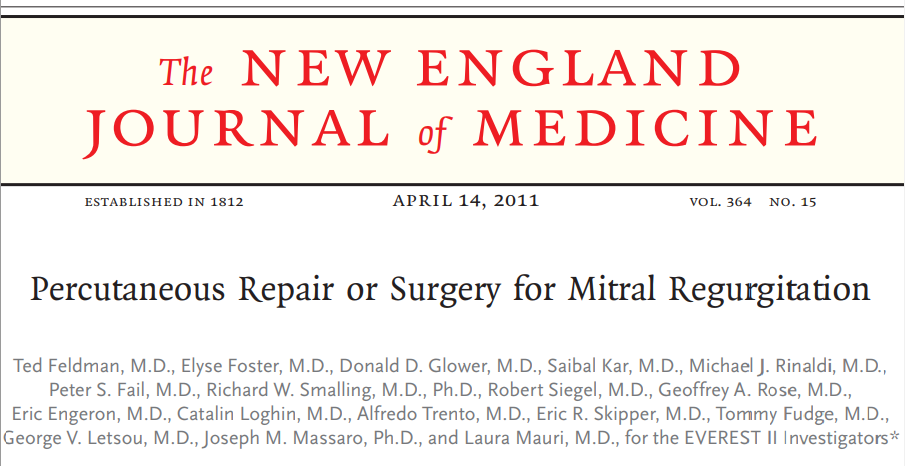 The NEW ENGLAND
JOURNAL of MEDICINE
ESTABLISHED IN 1812 APRIL 14, 2011 VOL. 364 NO. 15
Percutaneous Repair or Surgery for Mitral Regurgitation
Ted Feldman, M.D., Elyse Foster, M.D., Donald D. Glower, M.D., Saibal Kar, M.D., Michael J. Rinaldi, M.D.,
Peter S. Fail, M.D., Richard W. Smalling, M.D., Ph.D., Robert Siegel, M.D., Geoffrey A. Rose, M.D.,
Eric Engeron, M.D., Catalin Loghin, M.D., Alfredo Trento, M.D., Eric R. Skipper, M.D., Tommy Fudge, M.D.,
George V. Letsou, M.D., Joseph M. Massaro, Ph.D., and Laura Mauri, M.D., for the EVEREST II Investigators*